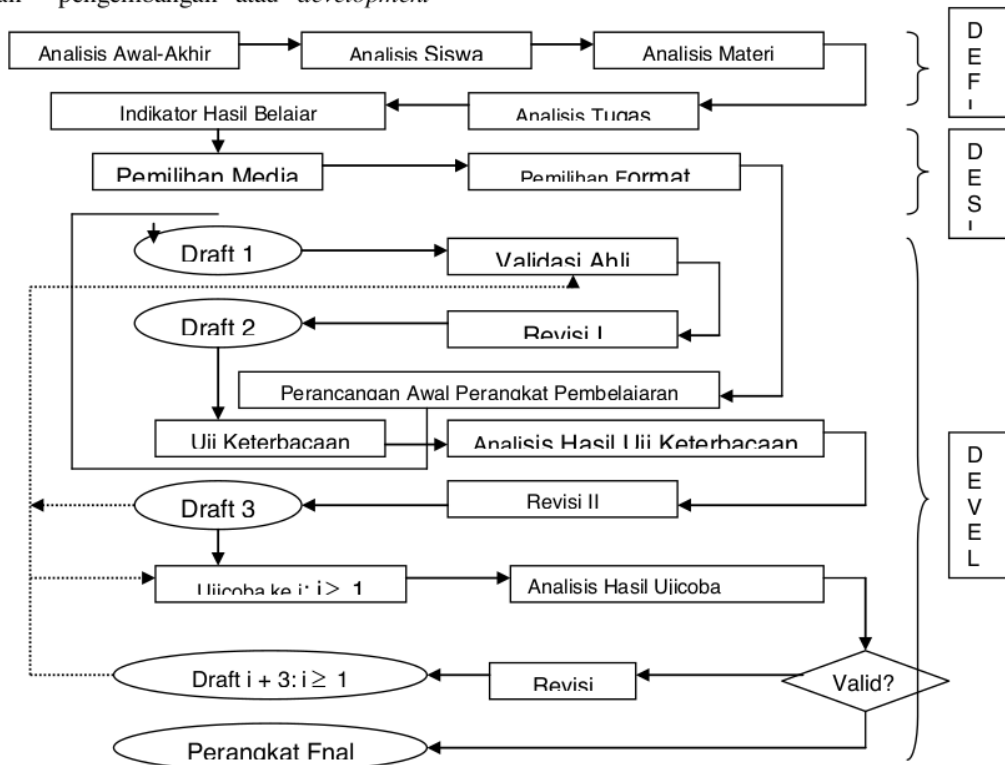 pengembangan atau developmen.
Analisis Awal-Akhir
Analisis Siswa
Analisis Materi
Indikator Hasil Belajar
Analisis Tugas
Pemilihan Media
Pemilihan Format
Draft 1
Validasi Ahli
Draft 2
Revisi I
Perancangan Awal Perangkat Pembelajaran
Uji Keterbacaan
Analisis Hasil Uji Keterbacaan
Draft 3
Revisi II
Ujicoba ke i: i ≥ 1
Analisis Hasil Ujicoba
Draft i + 3: i ≥ 1
Revisi
Valid?
Perangkat Fnal
D
E
F
I
D
E
S
I
D
E
V
E
L